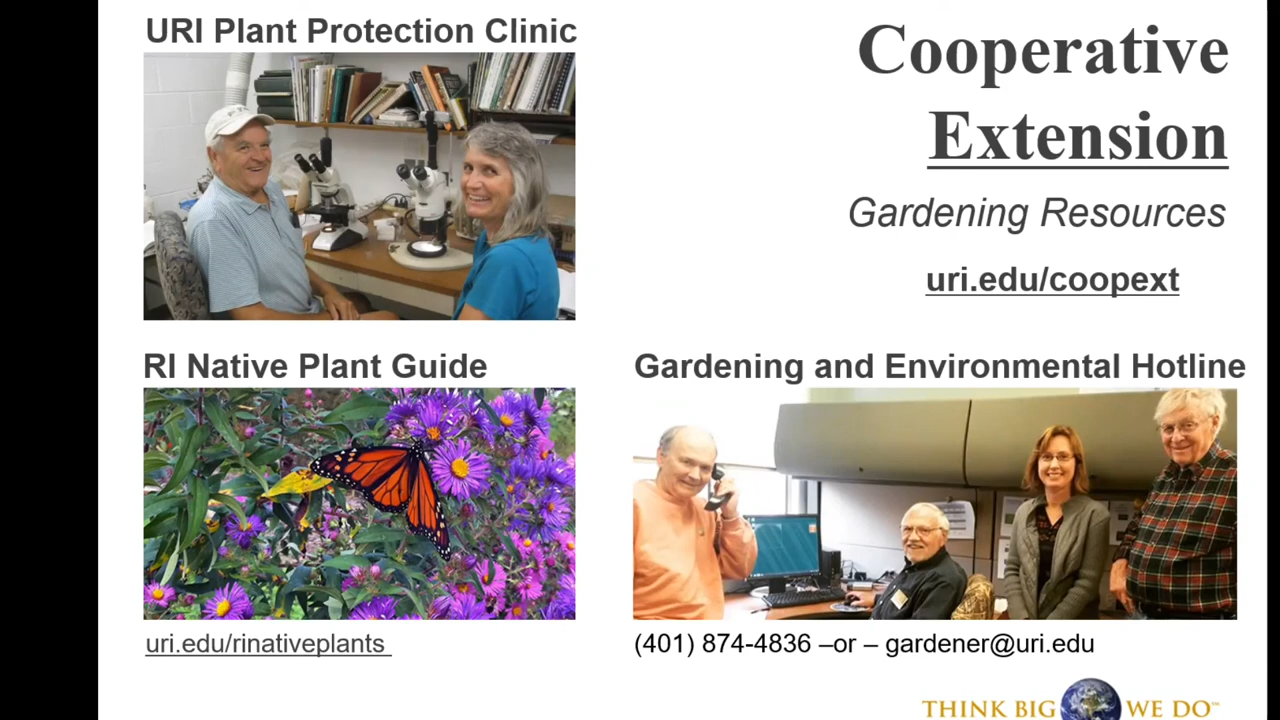 URI Plant Protection Clinic
Cooperative
Extension
Gardening Resources
uri.edu/coopext
RI Native Plant Guide
Gardening and Environmental Hotline
uri.edu/rinativeplants
(401) 874-4836 –or – gardener@uri.edu
THINK BIG WE DO™